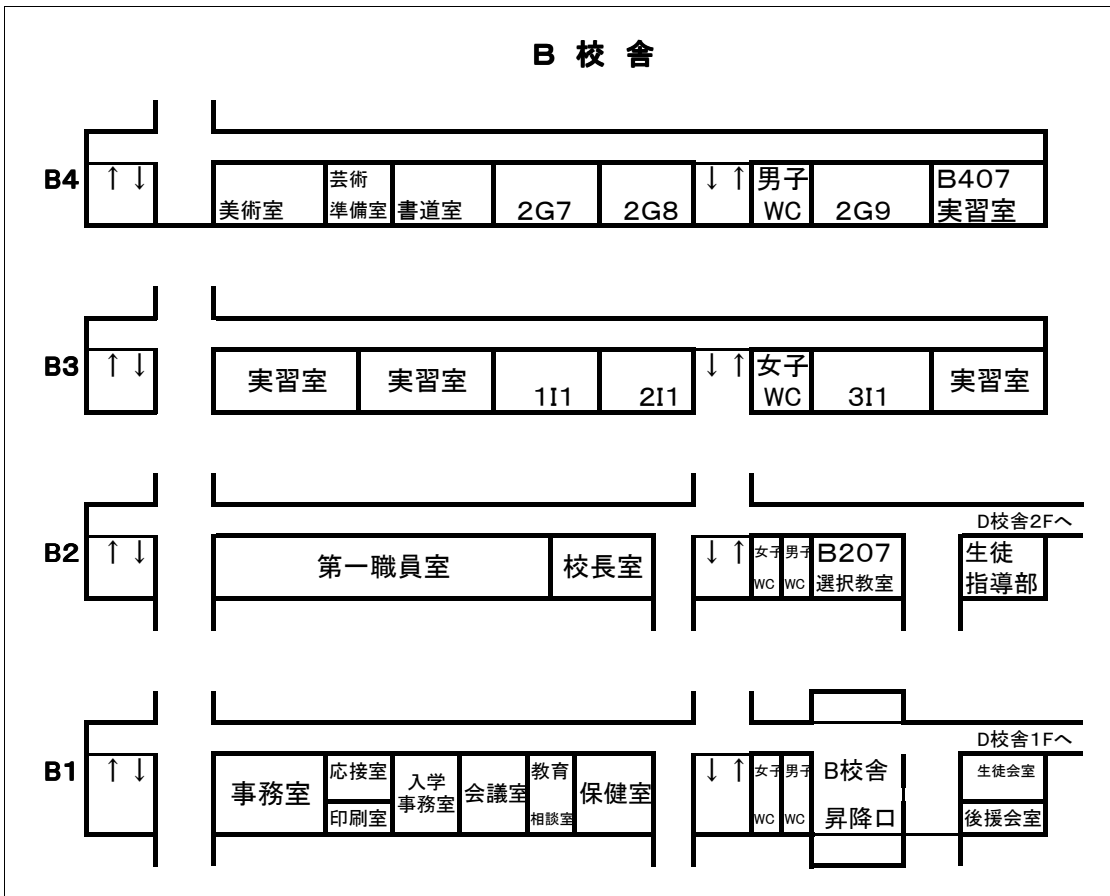 B 校 舎
B4
↑ ↓
美術室
芸術
準備室
書道室
2G7
2G8
↓ ↑
男子
WC
2G9
B407
実習室
B3
↑ ↓
実習室
実習室
1I1
2I1
↓ ↑
女子
WC
3I1
実習室
D校舎2Fへ
B2
↑ ↓
第一職員室
校長室
↓ ↑
女子
WC
男子
WC
B207
選択教室
生徒
指導部
D校舎1Fへ
B1
↑ ↓
事務室
応接室
印刷室
入学
事務室
会議室
教育
相談室
保健室
↓ ↑
女子
WC
男子
WC
B校舎
昇降口
生徒会室
後援会室